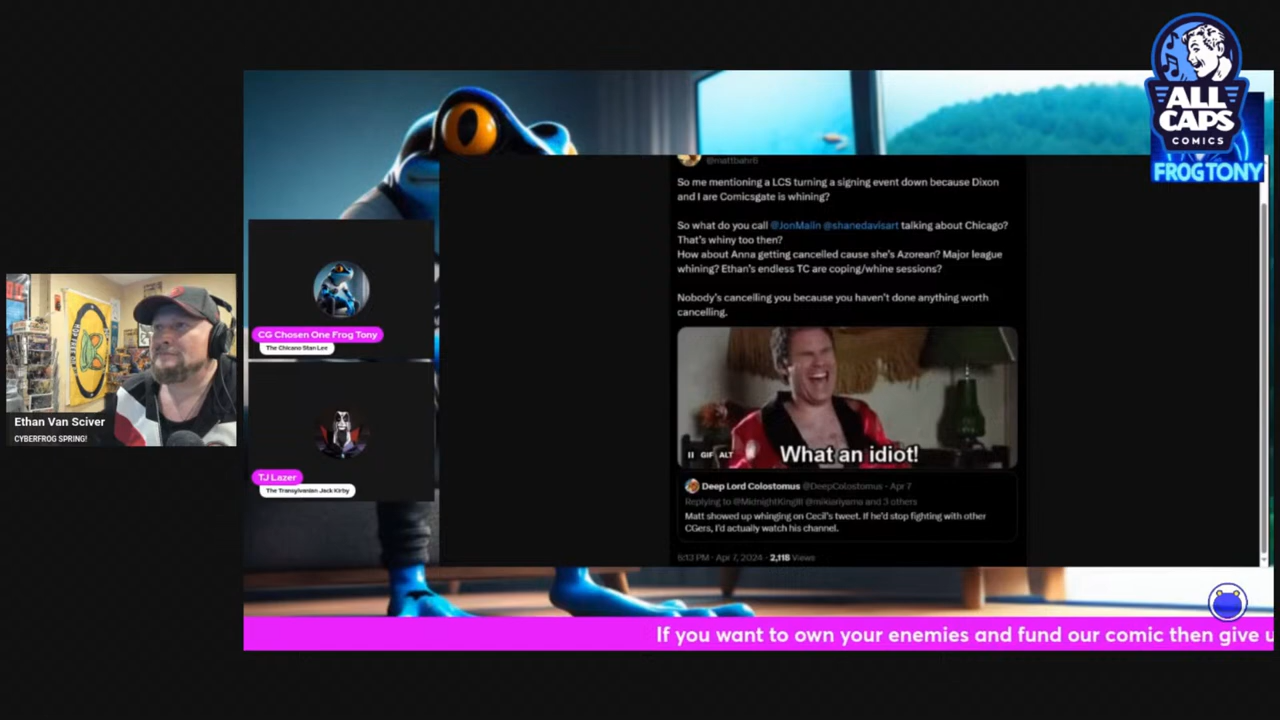 ALL
CAPS
COMICS
FROG TONY
@mattbahr6
So me mentioning a LCS turning a signing event down because Dixon
and I are Comicsgate is whining?
So what do you call @JonMalin @shanedavisart talking about Chicago?
That's whiny too then?
How about Anna getting cancelled cause she's Azorean? Major league
whining? Ethan's endless TC are coping/whine sessions?
Nobody's cancelling you because you haven't done anything worth
cancelling.
GIF ALT
What an idiot!
Deep Lord Colostomus @DeepColostomus · Apr 7
Replying to @MidnightKingIII @mikiariyama and 3 others
Matt showed up whinging on Cecil's tweet. If he'd stop fighting with other
CGers, I'd actually watch his channel.
6:13 PM · Apr 7, 2024 · 2,118 Views
CG Chosen One Frog Tony
The Chicano Stan Lee
TJ Lazer
The Transylvanian Jack Kirby
Ethan Van Sciver
CYBERFROG SPRING!
If you want to own your enemies and fund our comic then give u